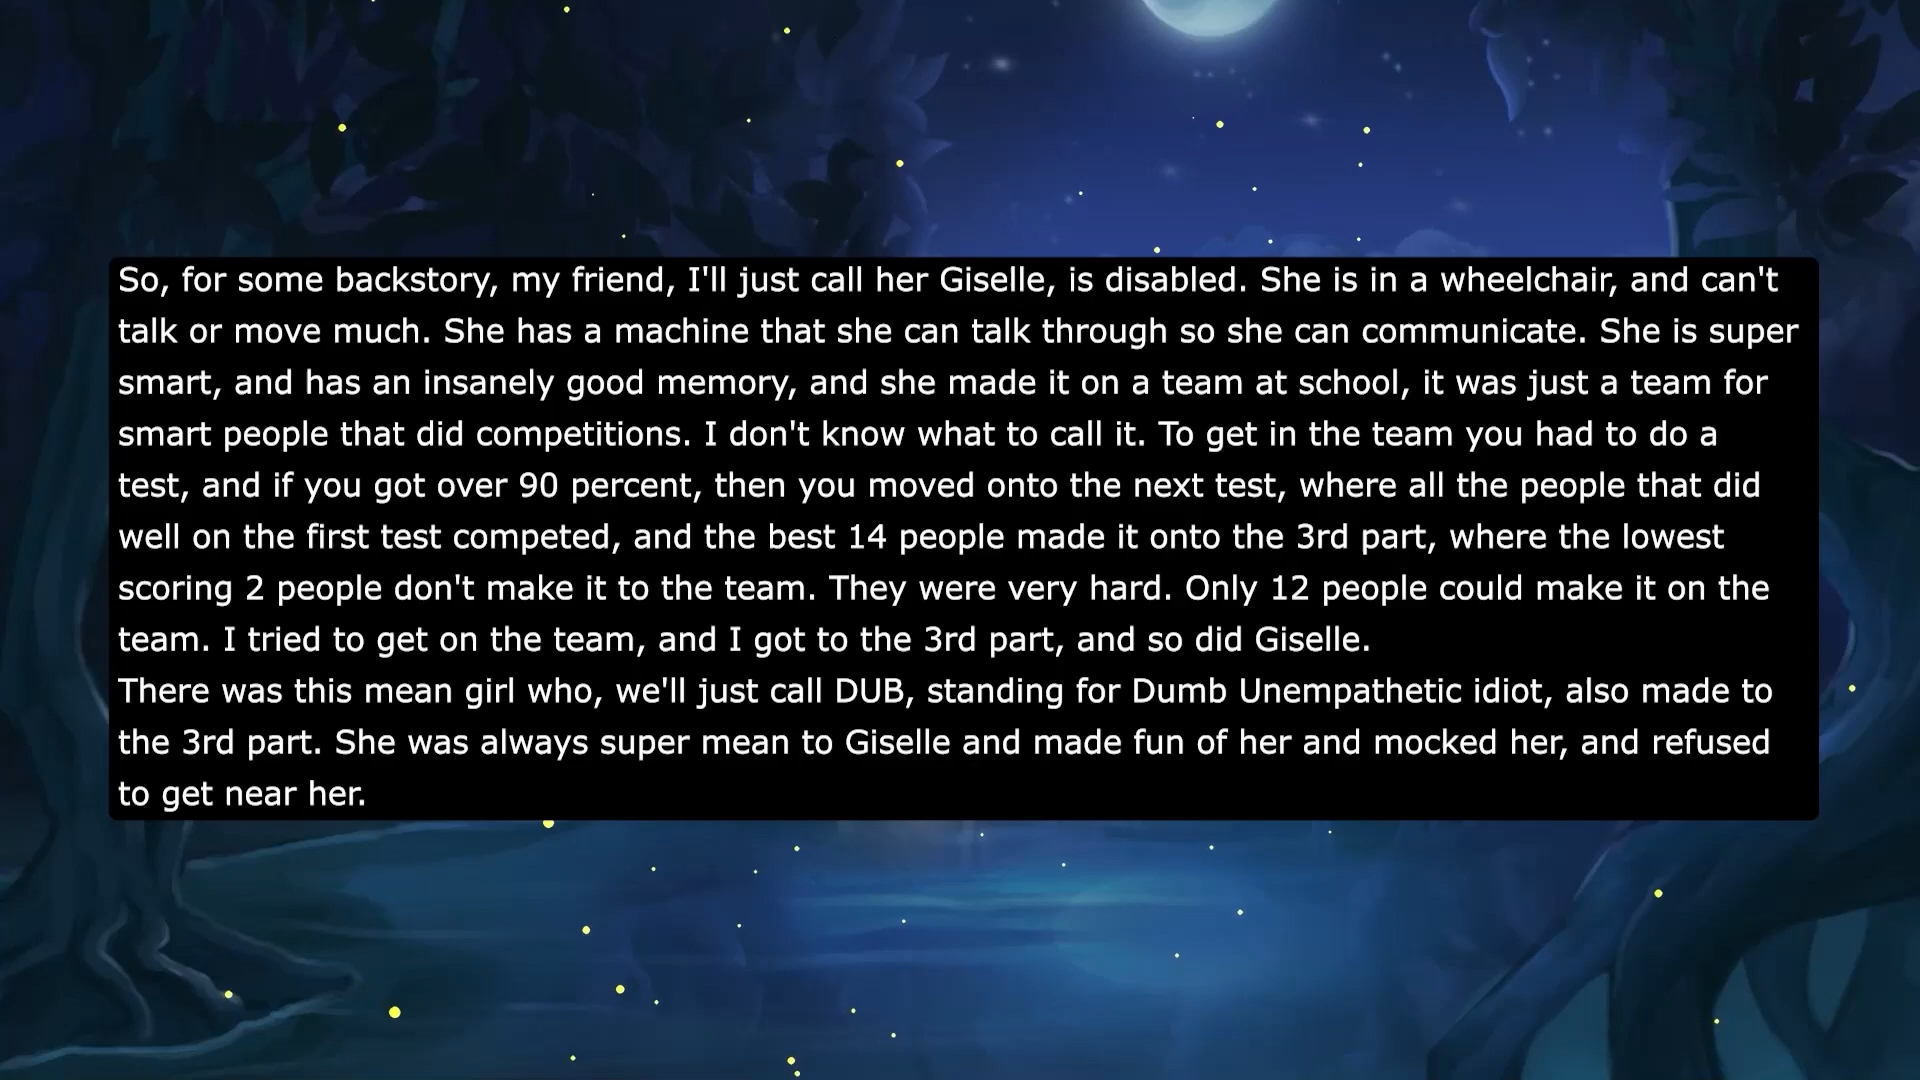 So, for some backstory, my friend, I'll just call her Giselle, is disabled. She is in a wheelchair, and can't
talk or move much. She has a machine that she can talk through so she can communicate. She is super
smart, and has an insanely good memory, and she made it on a team at school, it was just a team for
smart people that did competitions. I don't know what to call it. To get in the team you had to do a
test, and if you got over 90 percent, then you moved onto the next test, where all the people that did
well on the first test competed, and the best 14 people made it onto the 3rd part, where the lowest
scoring 2 people don't make it to the team. They were very hard. Only 12 people could make it on the
team. I tried to get on the team, and I got to the 3rd part, and so did Giselle.
There was this mean girl who, we'll just call DUB, standing for Dumb Unempathetic idiot, also made to
the 3rd part. She was always super mean to Giselle and made fun of her and mocked her, and refused
to get near her.